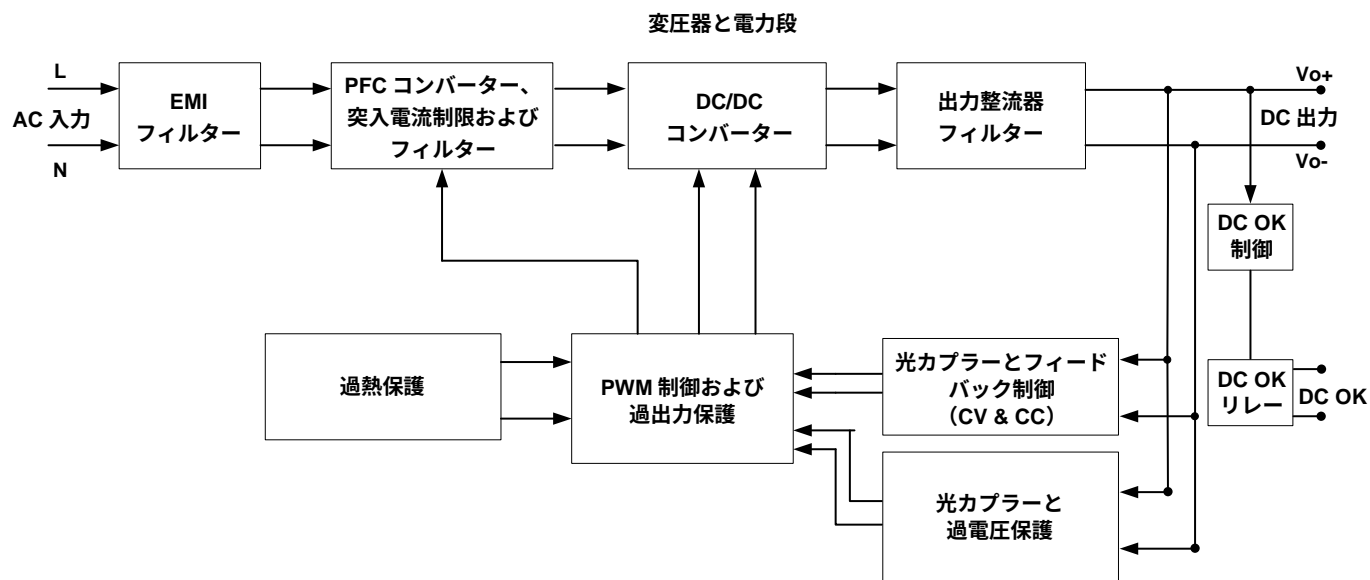 変圧器と電力段
L
AC 入力
N
EMI
フィルター
PFC コンバーター、
突入電流制限および
フィルター
DC/DC
コンバーター
出力整流器
フィルター
Vo+
DC 出力
Vo-
DC OK
制御
過熱保護
PWM 制御および
過出力保護
光カプラーとフィード
バック制御
（CV & CC）
DC OK
リレー
DC OK
光カプラーと
過電圧保護